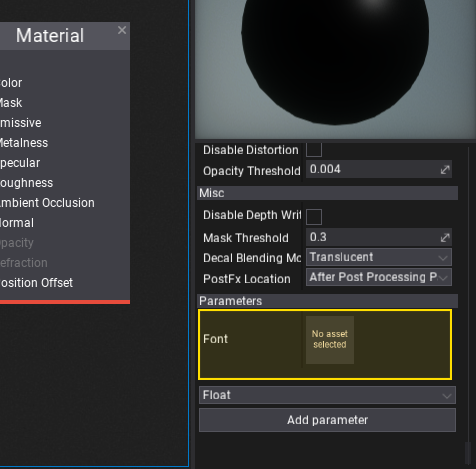 Material
olor
Mask
missive
Metalness
pecular
oughness
Ambient Occlusion
ormal
pacity
efraction
osition Offset
Disable Distortion
Opacity Threshold 0.004
Misc
Disable Depth Writ
Mask Threshold 0.3
Decal Blending Mo Translucent
PostFx Location After Post Processing P
Parameters
Font No asset
selected
Float
Add parameter